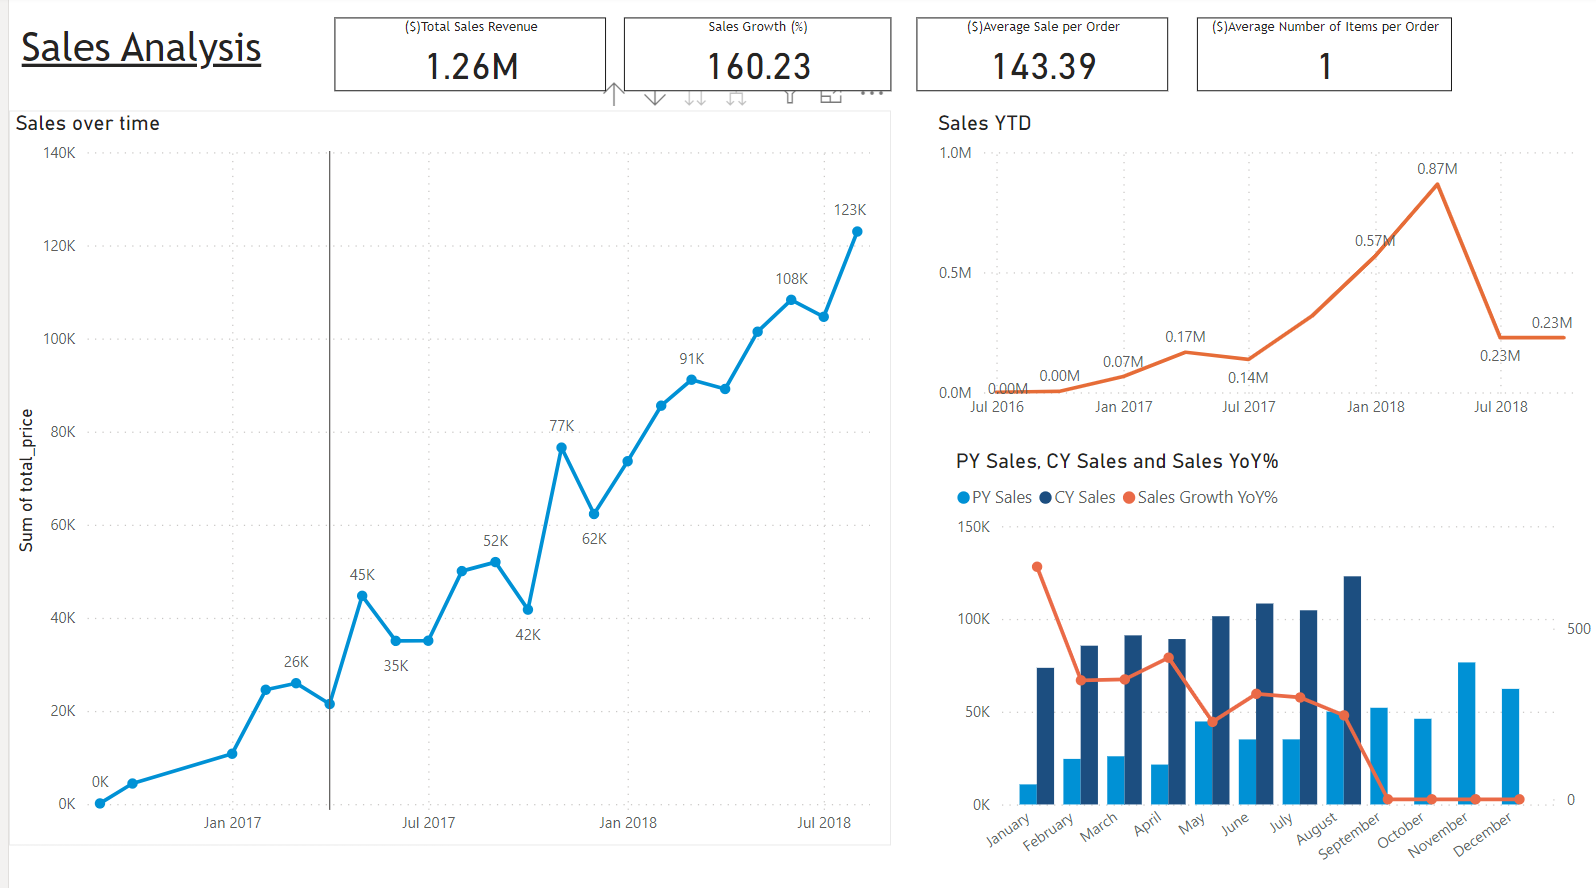 Sales Analysis
($)Total Sales Revenue
1.26M
Sales Growth (%)
160.23
($)Average Sale per Order
143.39
($)Average Number of Items per Order
1
Sales over time
Sum of total_price
140K
120K
100K
80K
60K
40K
20K
0K
0K
26K
45K
35K
52K
42K
77K
62K
91K
108K
123K
Jan 2017
Jul 2017
Jan 2018
Jul 2018
Sales YTD
1.0M
0.5M
0.0M
0.00M
0.00M
0.07M
0.17M
0.14M
0.57M
0.87M
0.23M
0.23M
Jul 2016
Jan 2017
Jul 2017
Jan 2018
Jul 2018
PY Sales, CY Sales and Sales YoY%
PY Sales CY Sales Sales Growth YoY%
150K
100K
50K
0K
500
0
January
February
March
April
May
June
July
August
September
October
November
December